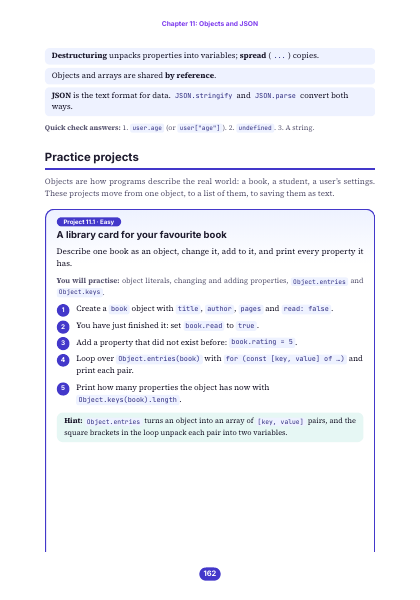 Chapter 11: Objects and JSON
Destructuring unpacks properties into variables; spread ( ... ) copies.
Objects and arrays are shared by reference.
JSON is the text format for data. JSON.stringify and JSON.parse convert both
ways.
Quick check answers: 1. user.age (or user["age"] ). 2. undefined . 3. A string.
Practice projects
Objects are how programs describe the real world: a book, a student, a user's settings.
These projects move from one object, to a list of them, to saving them as text.
Project 11.1 · Easy
A library card for your favourite book
Describe one book as an object, change it, add to it, and print every property it
has.
You will practise: object literals, changing and adding properties, Object.entries and
Object.keys .
1 Create a book object with title , author , pages and read: false .
2 You have just finished it: set book.read to true .
3 Add a property that did not exist before: book.rating = 5 .
4 Loop over Object.entries(book) with for (const [key, value] of …) and
print each pair.
5 Print how many properties the object has now with
Object.keys(book).length .
Hint: Object.entries turns an object into an array of [key, value] pairs, and the
square brackets in the loop unpack each pair into two variables.
162